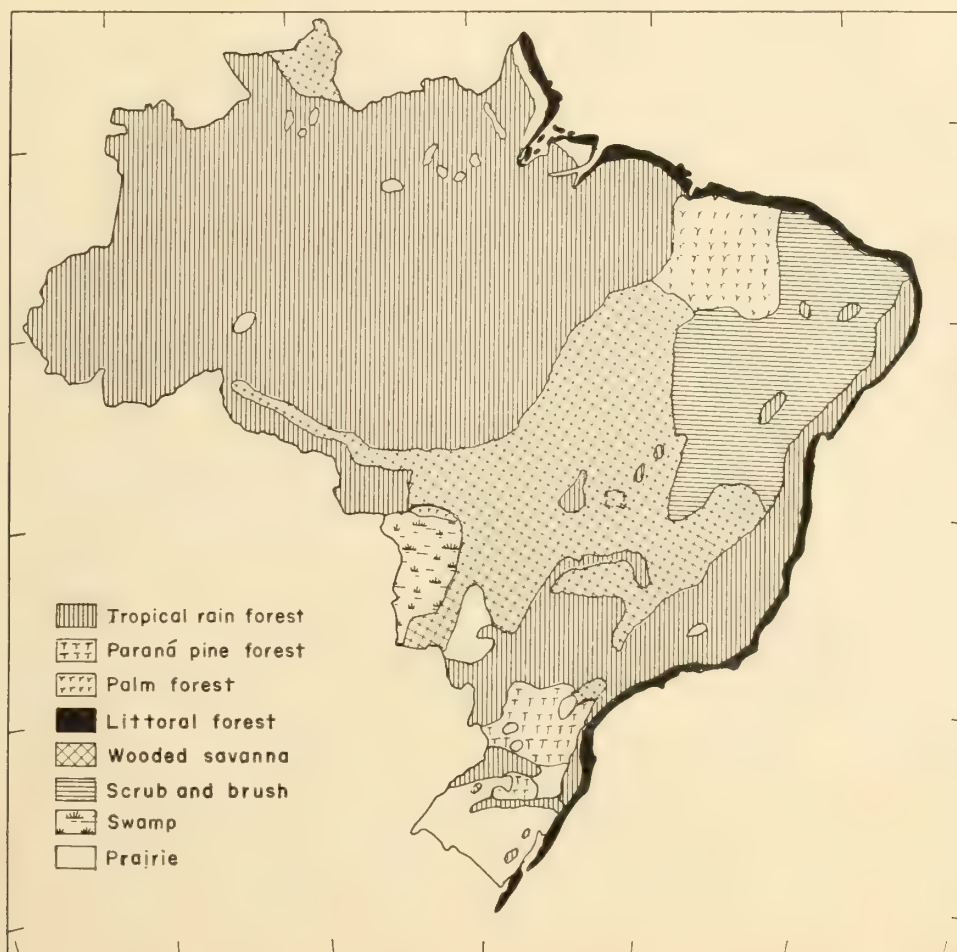 Tropical rain forest
Paraná pine forest
Palm forest
Littoral forest
Wooded savanna
Scrub and brush
Swamp
Prairie